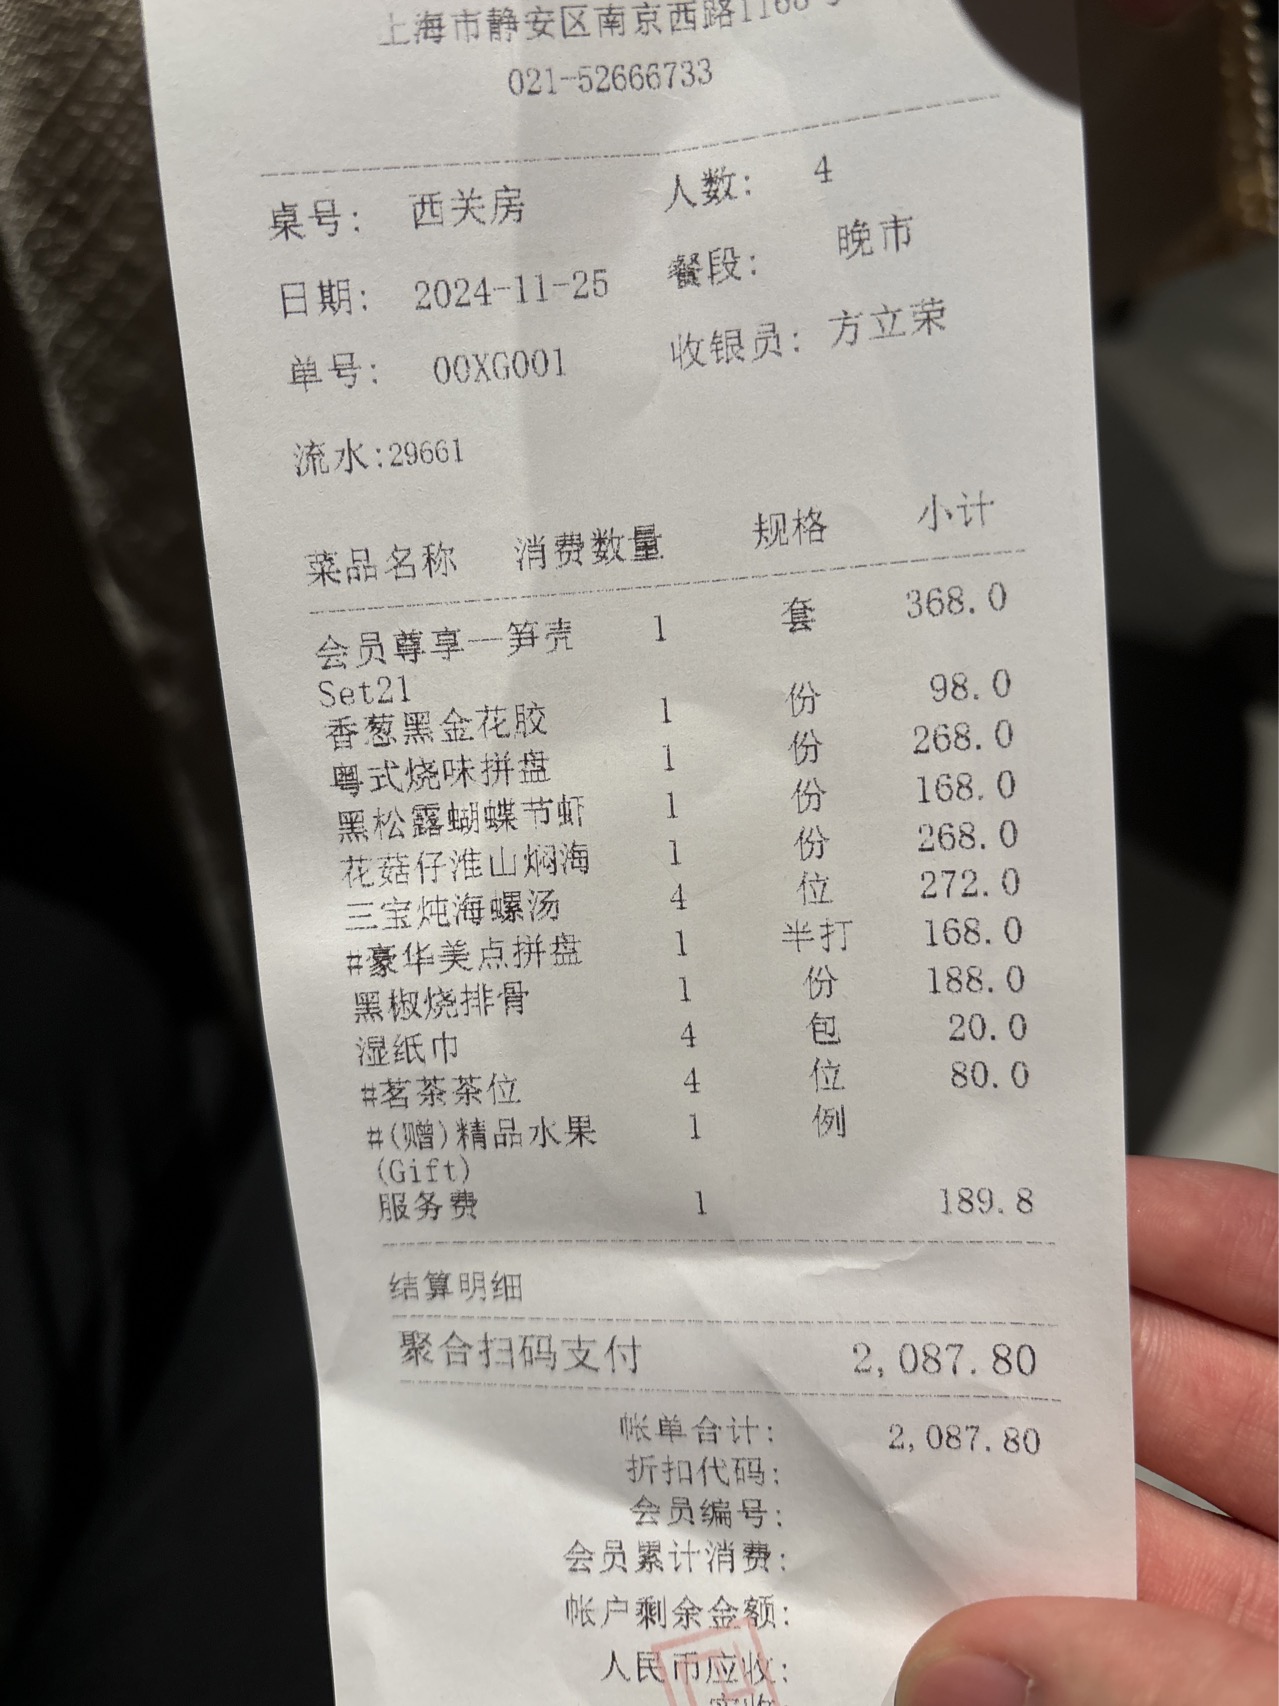 上海市静安区南京西路1168号
021-52666733
桌号: 西关房 人数: 4
日期: 2024-11-25 餐段: 晚市
单号: 00XG001 收银员: 方立荣
流水:29661
菜品名称 消费数量 规格 小计
会员尊享一笋壳 1 套 368.0
Set21
香葱黑金花胶 1 份 98.0
粤式烧味拼盘 1 份 268.0
黑松露蝴蝶节虾 1 份 168.0
花菇仔淮山焖海 1 份 268.0
三宝炖海螺汤 4 位 272.0
#豪华美点拼盘 1 半打 168.0
黑椒烧排骨 1 份 188.0
湿纸巾 4 包 20.0
#茗茶茶位 4 位 80.0
#(赠)精品水果 1 例
(Gift)
服务费 1 189.8
结算明细
聚合扫码支付 2,087.80
帐单合计: 2,087.80
折扣代码:
会员编号:
会员累计消费:
帐户剩余金额:
人民币应收: